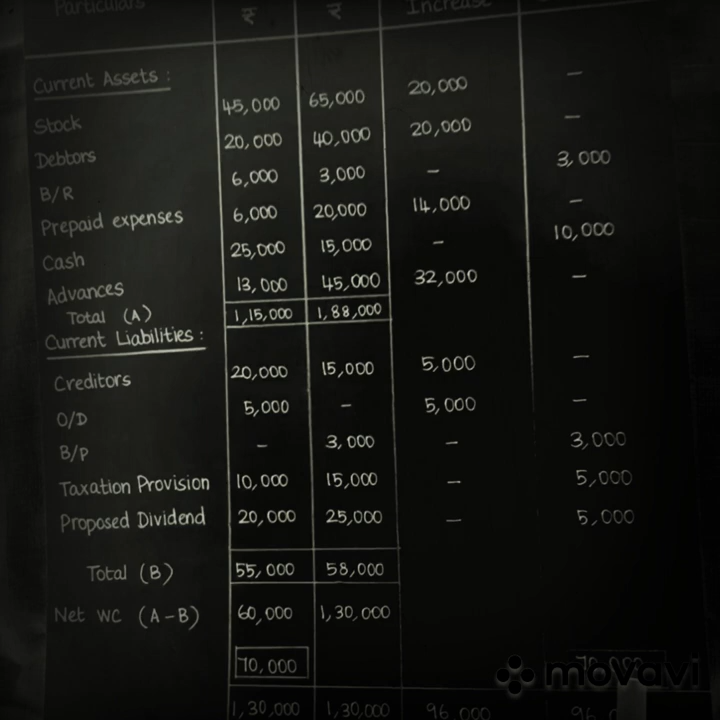 Particulars ₹ ₹ Increase
Current Assets :
Stock 45,000 65,000 20,000 —
Debtors 20,000 40,000 20,000 —
B/R 6,000 3,000 — 3,000
Prepaid expenses 6,000 20,000 14,000 —
Cash 25,000 15,000 — 10,000
Advances 13,000 45,000 32,000 —
Total (A) 1,15,000 1,88,000
Current Liabilities :
Creditors 20,000 15,000 5,000 —
O/D 5,000 — 5,000 —
B/P — 3,000 — 3,000
Taxation Provision 10,000 15,000 — 5,000
Proposed Dividend 20,000 25,000 — 5,000
Total (B) 55,000 58,000
Net WC (A-B) 60,000 1,30,000
70,000
movavi
1,30,000 1,30,000 96,000